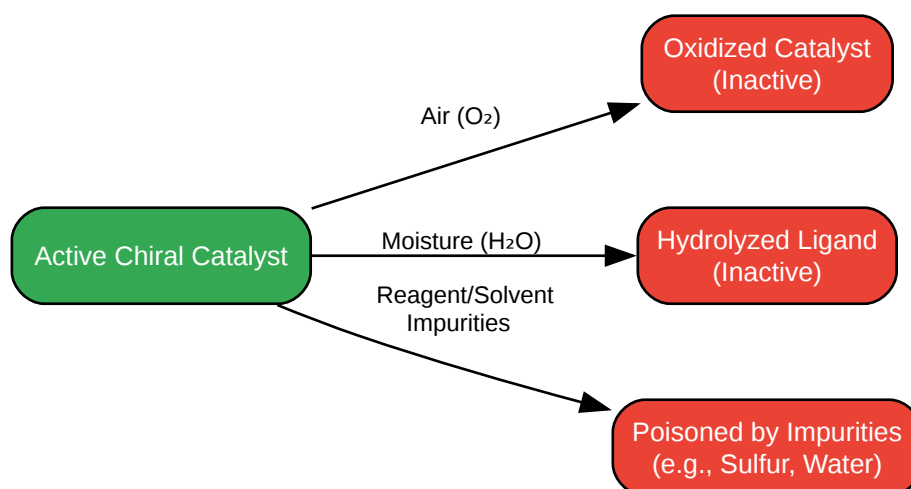 Oxidized Catalyst
(Inactive)
Air (O₂)
Active Chiral Catalyst
Moisture (H₂O)
Hydrolyzed Ligand
(Inactive)
Reagent/Solvent
Impurities
Poisoned by Impurities
(e.g., Sulfur, Water)